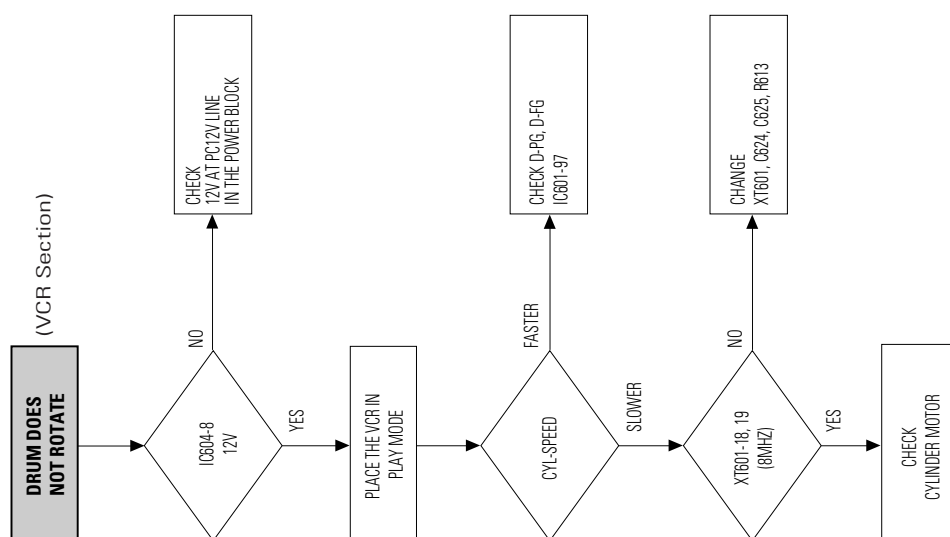 (VCR Section)
DRUM DOES
NOT ROTATE
IC604-8
12V
NO
CHECK
12V AT PC12V LINE
IN THE POWER BLOCK
YES
PLACE THE VCR IN
PLAY MODE
CYL-SPEED
FASTER
CHECK D-PG, D-FG
IC601-97
SLOWER
XT601-18, 19
(8MHZ)
NO
CHANGE
XT601, C624, C625, R613
YES
CHECK
CYLINDER MOTOR